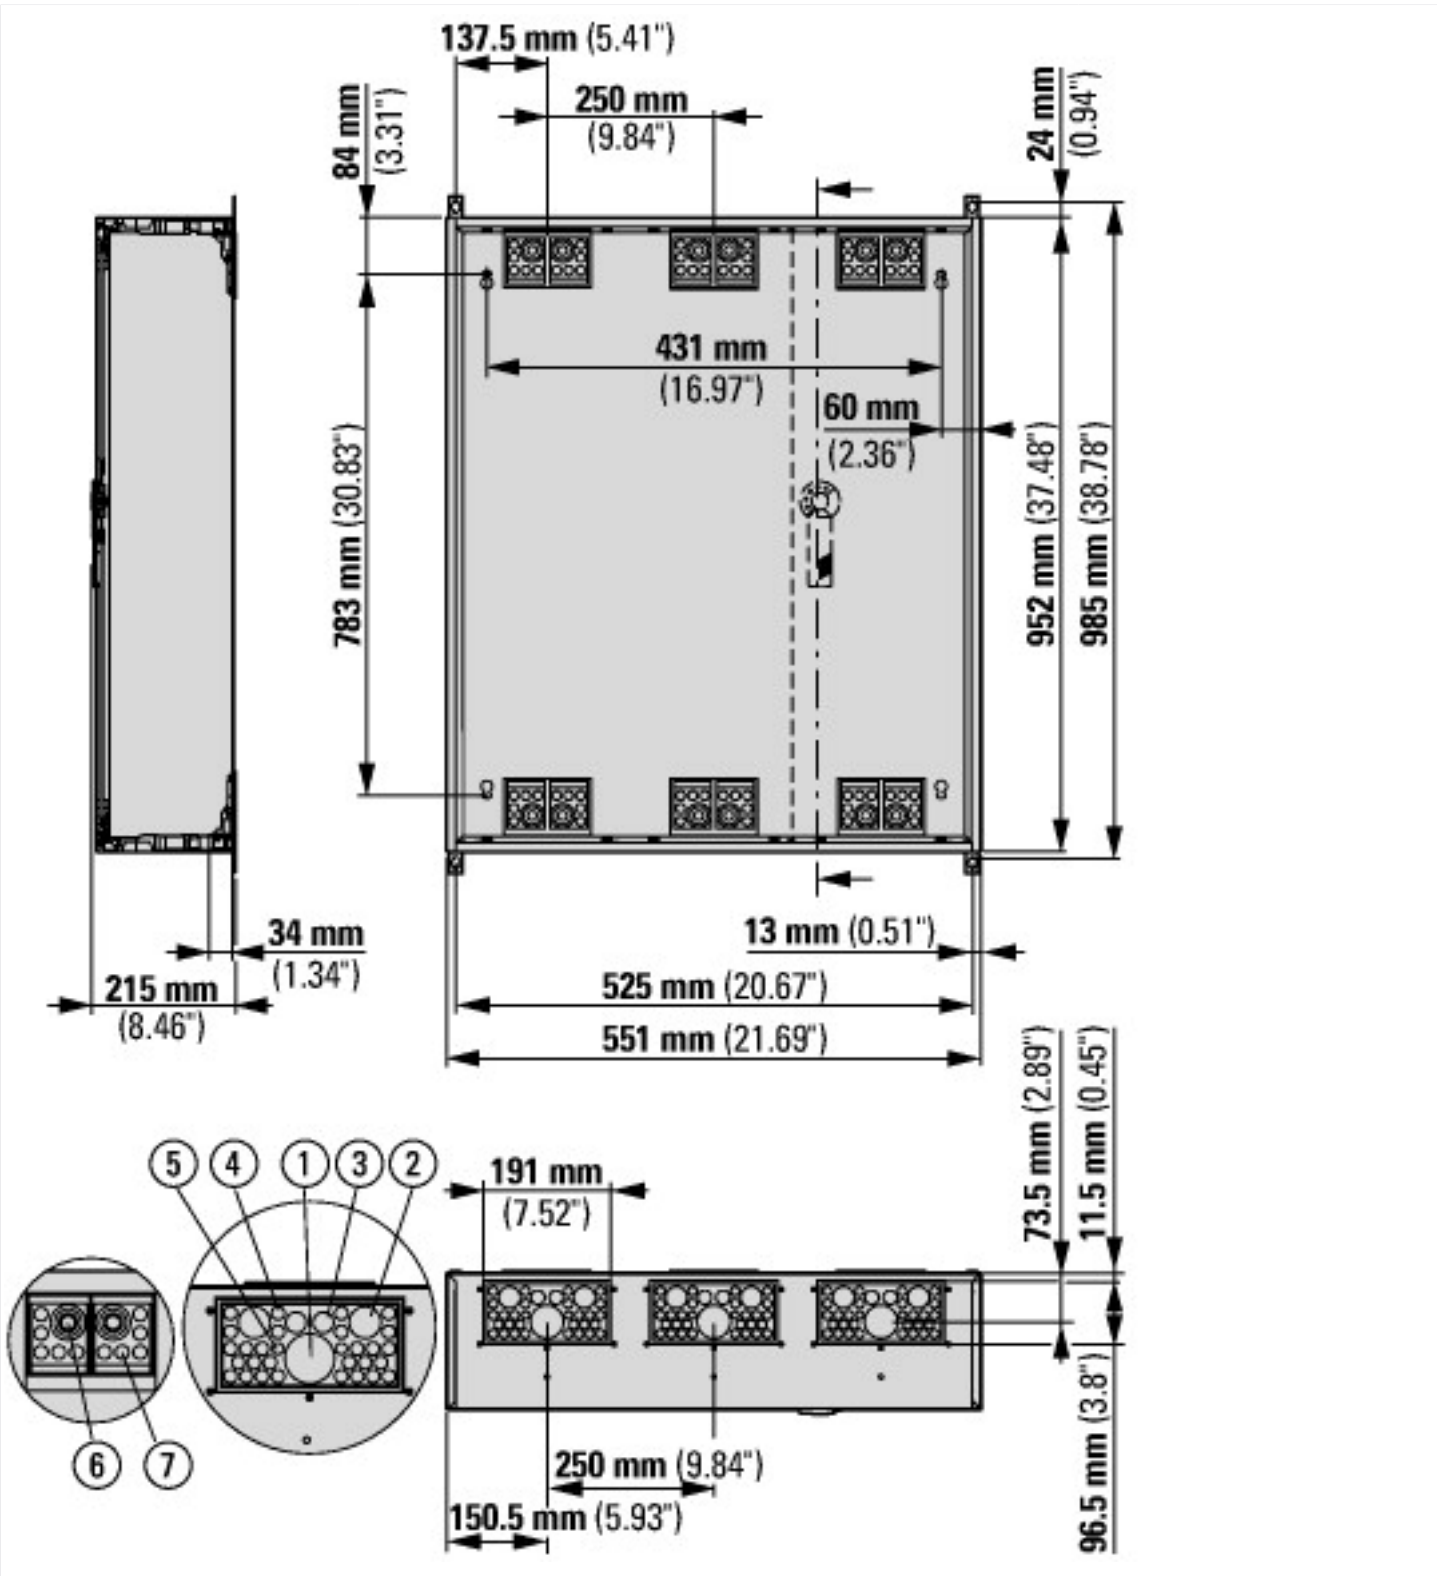 137.5 mm (5.41")
250 mm
(9.84")
84 mm
(3.31")
24 mm
(0.94")
431 mm
(16.97")
60 mm
(2.36")
783 mm (30.83")
952 mm (37.48")
985 mm (38.78")
34 mm
(1.34")
215 mm
(8.46")
13 mm (0.51")
525 mm (20.67")
551 mm (21.69")
73.5 mm (2.89")
11.5 mm (0.45")
5 4 1 3 2
191 mm
(7.52")
6 7
250 mm (9.84")
150.5 mm (5.93")
96.5 mm (3.8")